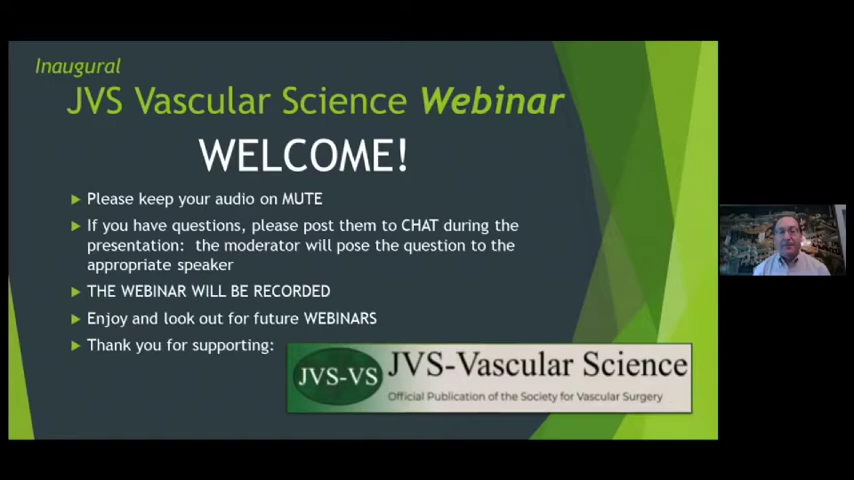 Inaugural
JVS Vascular Science Webinar
WELCOME!
Please keep your audio on MUTE
If you have questions, please post them to CHAT during the
presentation: the moderator will pose the question to the
appropriate speaker
THE WEBINAR WILL BE RECORDED
Enjoy and look out for future WEBINARS
Thank you for supporting:
JVS-VS
JVS-Vascular Science
Official Publication of the Society for Vascular Surgery